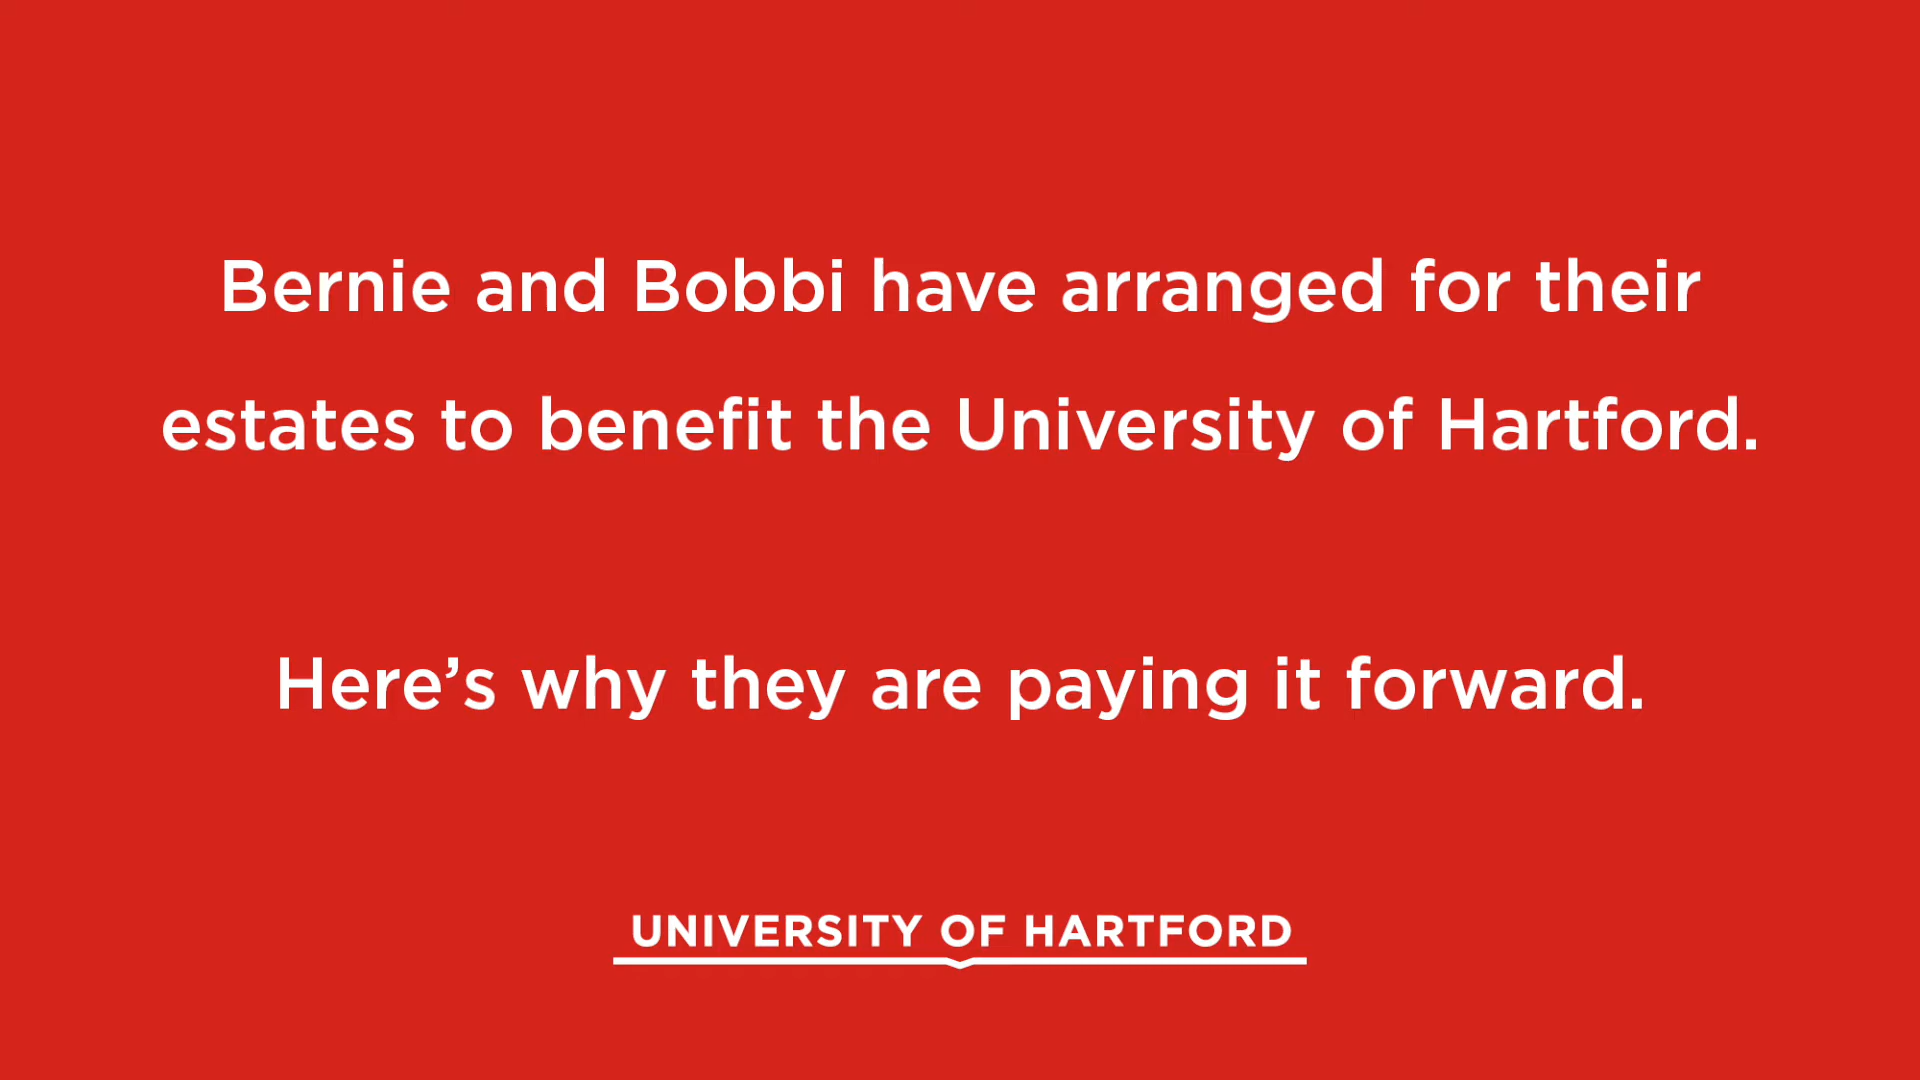 Bernie and Bobbi have arranged for their
estates to benefit the University of Hartford.
Here’s why they are paying it forward.
UNIVERSITY OF HARTFORD